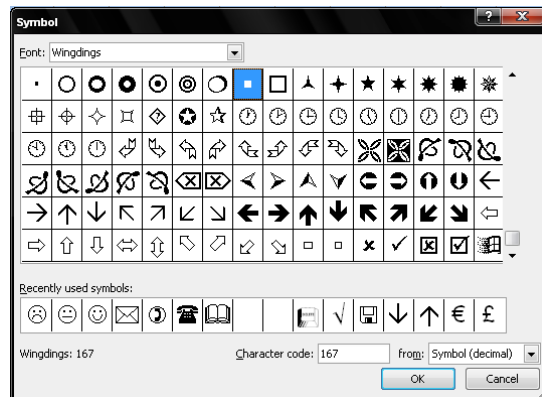 Symbol
Font: Wingdings
Recently used symbols:
√ € £
Wingdings: 167 Character code: 167 from: Symbol (decimal)
OK Cancel